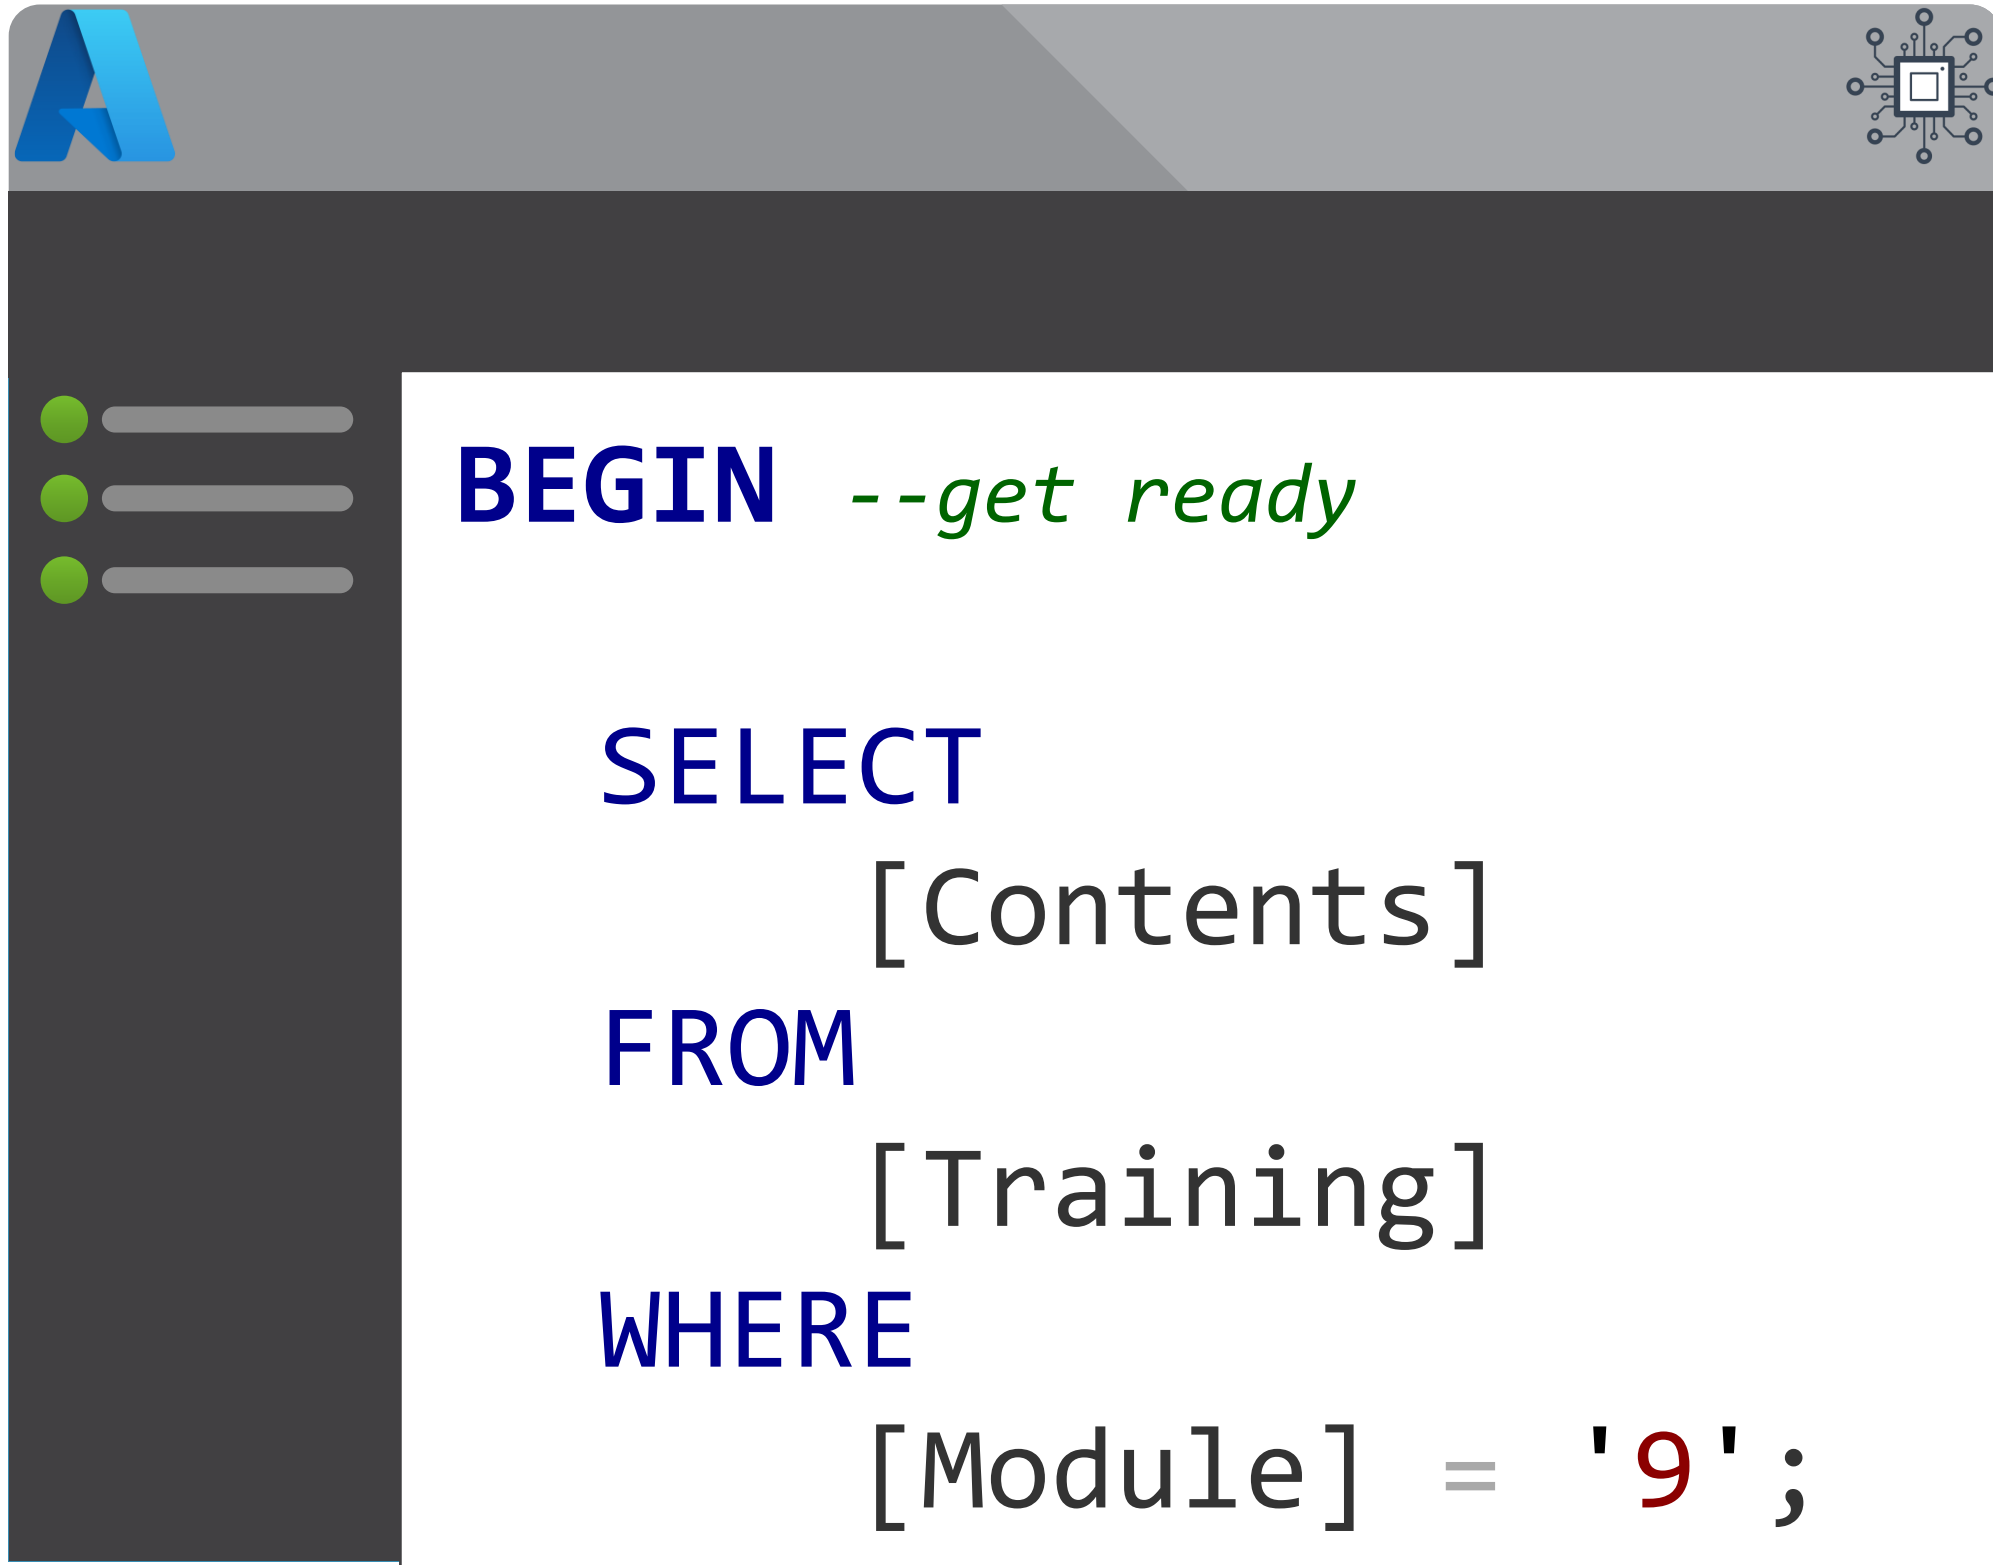 BEGIN --get ready
SELECT
[Contents]
FROM
[Training]
WHERE
[Module] = '9';